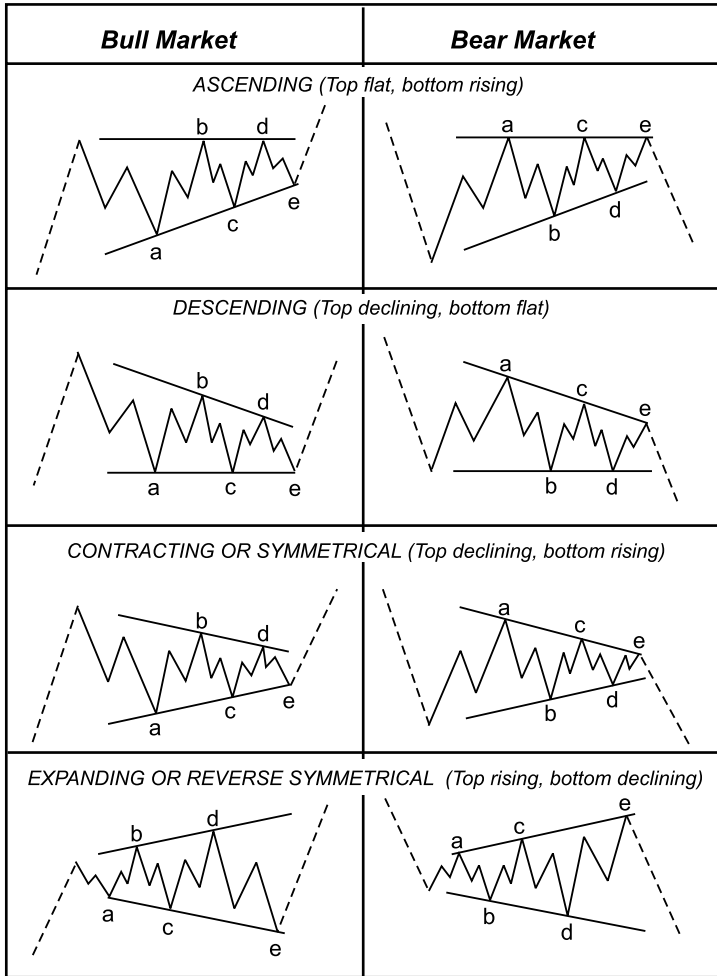 Bull Market
Bear Market
ASCENDING (Top flat, bottom rising)
b d
a c e
a c e
b d
DESCENDING (Top declining, bottom flat)
b d
a c e
a c e
b d
CONTRACTING OR SYMMETRICAL (Top declining, bottom rising)
b d
a c e
a c e
b d
EXPANDING OR REVERSE SYMMETRICAL (Top rising, bottom declining)
b d
a c e
a c e
b d